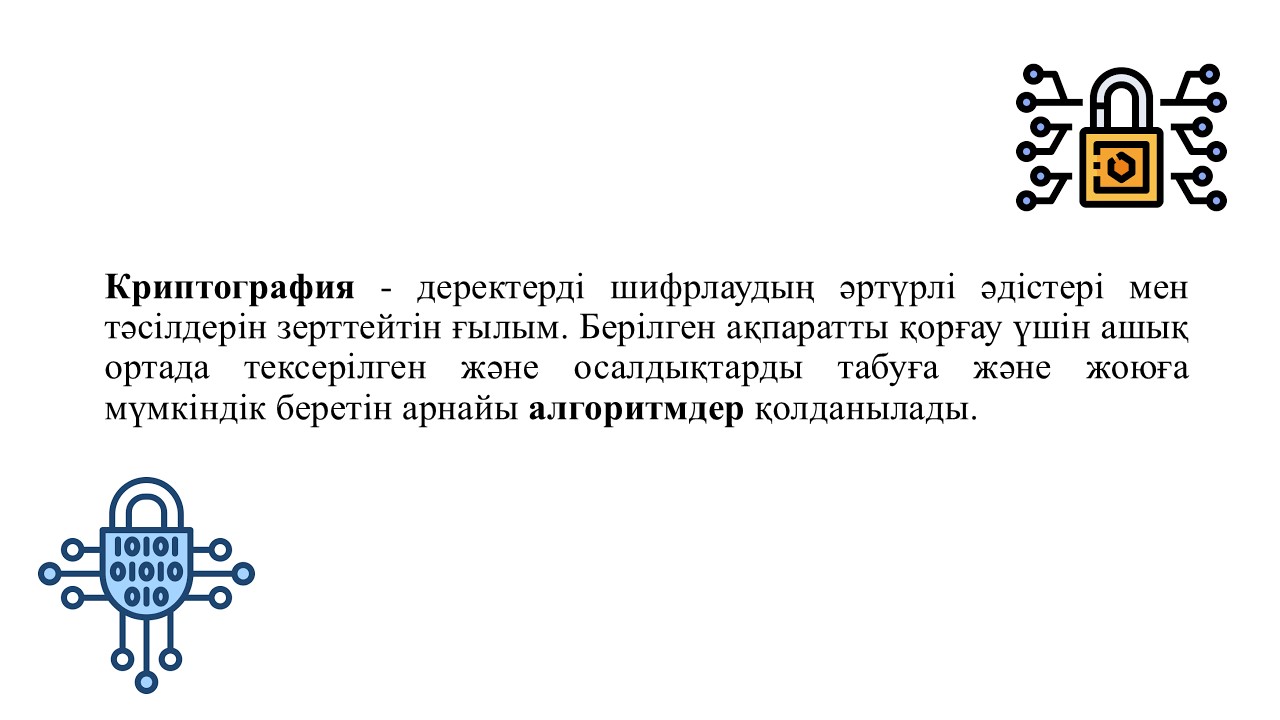 Криптография - деректерді шифрлаудың әртүрлі әдістері мен
тәсілдерін зерттейтін ғылым. Берілген ақпаратты қорғау үшін ашық
ортада тексерілген және осалдықтарды табуға және жоюға
мүмкіндік беретін арнайы алгоритмдер қолданылады.
10101
01010
010